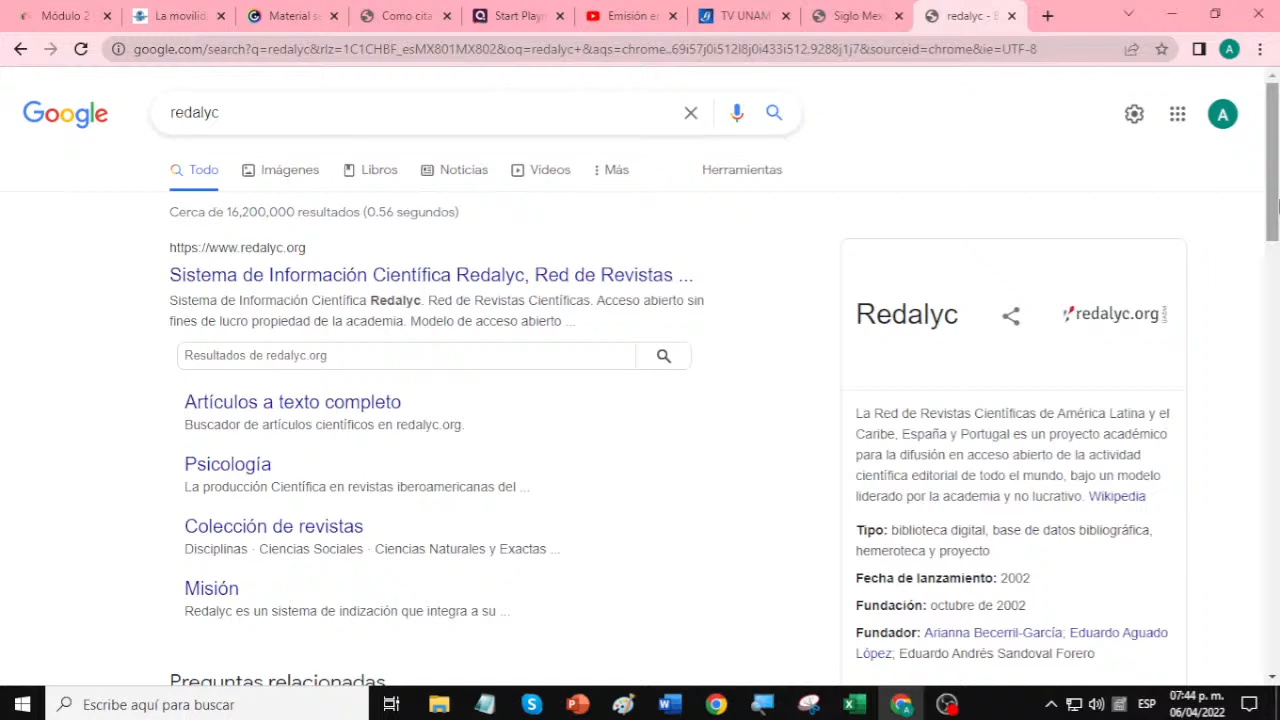 Módulo 2
La movilid
Material se
Como cita
Start Playn
Emisión en
TV UNAM
Siglo Mex
redalyc - B
google.com/search?q=redalyc&rlz=1C1CHBF_esMX801MX802&oq=redalyc+&aqs=chrome..69i57j0i512l8j0i433i512.9288j1j7&sourceid=chrome&ie=UTF-8
A
Google
redalyc
A
Todo
Imágenes
Libros
Noticias
Videos
Más
Herramientas
Cerca de 16,200,000 resultados (0.56 segundos)
https://www.redalyc.org
Sistema de Información Científica Redalyc, Red de Revistas ...
Sistema de Información Científica Redalyc. Red de Revistas Científicas. Acceso abierto sin
fines de lucro propiedad de la academia. Modelo de acceso abierto ...
Resultados de redalyc.org
Artículos a texto completo
Buscador de artículos científicos en redalyc.org.
Psicología
La producción Científica en revistas iberoamericanas del ...
Colección de revistas
Disciplinas · Ciencias Sociales · Ciencias Naturales y Exactas ...
Misión
Redalyc es un sistema de indización que integra a su ...
Preguntas relacionadas
Redalyc
redalyc.org
La Red de Revistas Científicas de América Latina y el
Caribe, España y Portugal es un proyecto académico
para la difusión en acceso abierto de la actividad
científica editorial de todo el mundo, bajo un modelo
liderado por la academia y no lucrativo. Wikipedia
Tipo: biblioteca digital, base de datos bibliográfica,
hemeroteca y proyecto
Fecha de lanzamiento: 2002
Fundación: octubre de 2002
Fundador: Arianna Becerril-García; Eduardo Aguado
López; Eduardo Andrés Sandoval Forero
Escribe aquí para buscar
ESP
07:44 p. m.
06/04/2022